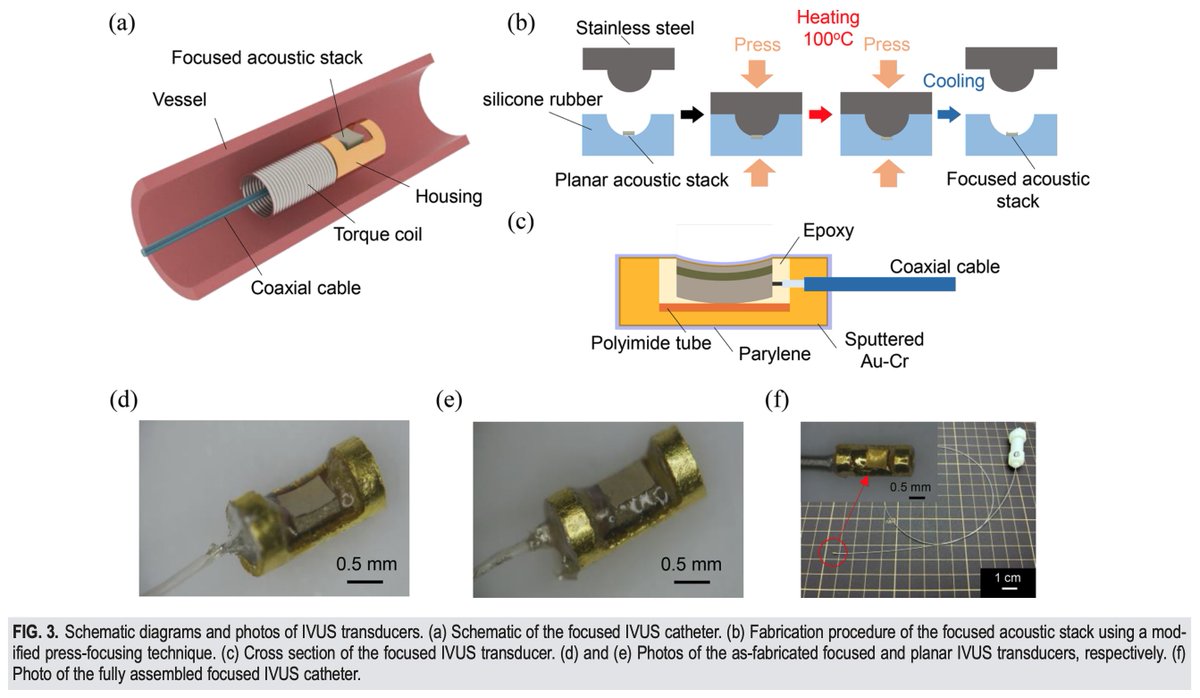 (a)
Focused acoustic stack
Vessel
Housing
Torque coil
Coaxial cable
(b)
Stainless steel
Press
Heating
100°C
Press
Cooling
silicone rubber
Planar acoustic stack
Focused acoustic
stack
(c)
Epoxy
Coaxial cable
Polyimide tube
Parylene
Sputtered
Au-Cr
(d)
0.5 mm
(e)
0.5 mm
(f)
0.5 mm
1 cm
FIG. 3. Schematic diagrams and photos of IVUS transducers. (a) Schematic of the focused IVUS catheter. (b) Fabrication procedure of the focused acoustic stack using a mod-
ified press-focusing technique. (c) Cross section of the focused IVUS transducer. (d) and (e) Photos of the as-fabricated focused and planar IVUS transducers, respectively. (f)
Photo of the fully assembled focused IVUS catheter.